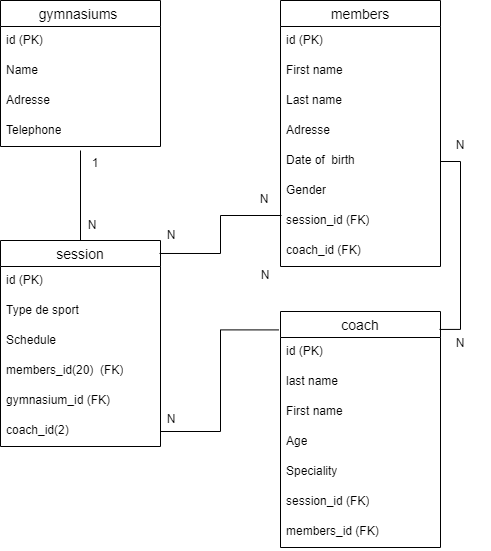 gymnasiums
id (PK)
Name
Adresse
Telephone
1
N
members
id (PK)
First name
Last name
Adresse
Date of  birth
Gender
session_id (FK)
coach_id (FK)
N
N
N
N
session
id (PK)
Type de sport
Schedule
members_id(20)  (FK)
gymnasium_id (FK)
coach_id(2)
N
N
coach
id (PK)
last name
First name
Age
Speciality
session_id (FK)
members_id (FK)